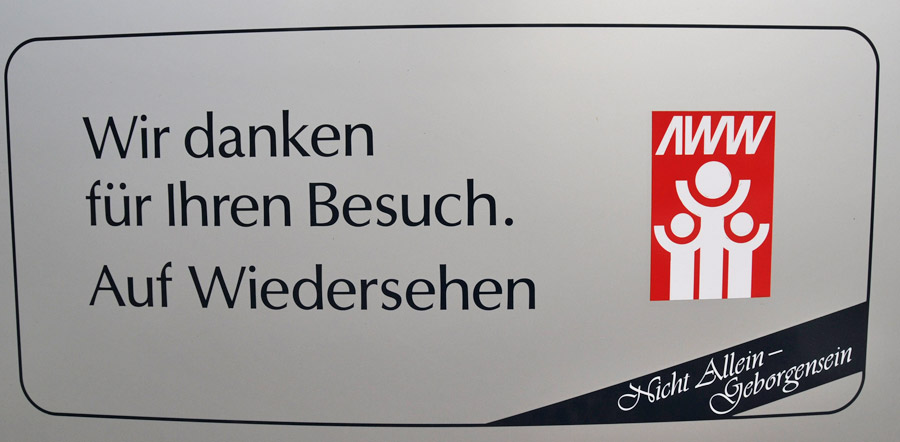 Wir danken
für Ihren Besuch.
Auf Wiedersehen
AWW
Nicht Allein –
Geborgensein